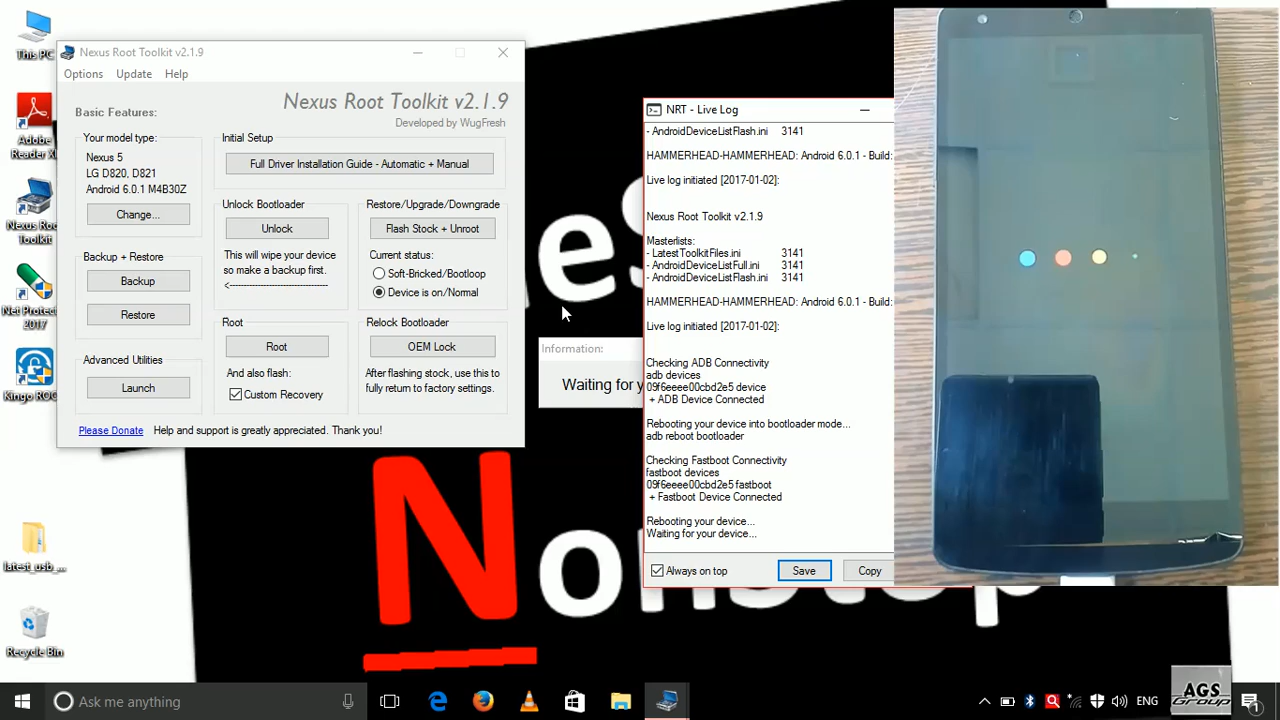 This PC
Adobe
Reader XI
Nexus Root
Toolkit
Net Protector
2017
Kingo ROOT
latest_usb_...
Recycle Bin
Nexus Root Toolkit v2.1.9
Options Update Help
Nexus Root Toolkit v2.1.9
Developed by WugFresh
Basic Features:
Your model type:
Nexus 5
LG D820, D821
Android 6.0.1 M4B30Z
Change...
Backup + Restore
Backup
Restore
Advanced Utilities
Launch
Full Driver Installation Guide - Automatic + Manual
Unlock Bootloader
Unlock
This will wipe your device
make a backup first.
<----------------------------
Root
Root
And also flash:
Custom Recovery
Restore/Upgrade/Downgrade
Flash Stock + Unroot
Current status:
Soft-Bricked/Bootloop
Device is on/Normal
Relock Bootloader
OEM Lock
After flashing stock, use this to
fully return to factory settings.
Please Donate Help and support is greatly appreciated. Thank you!
Information:
Waiting for y
NRT - Live Log
- AndroidDeviceListFlash.ini 3141
HAMMERHEAD-HAMMERHEAD: Android 6.0.1 - Build:
Live log initiated [2017-01-02]:
Nexus Root Toolkit v2.1.9
Masterlists:
- LatestToolkitFiles.ini 3141
- AndroidDeviceListFull.ini 3141
- AndroidDeviceListFlash.ini 3141
HAMMERHEAD-HAMMERHEAD: Android 6.0.1 - Build:
Live log initiated [2017-01-02]:
Checking ADB Connectivity
adb devices
09f6eeee00cbd2e5 device
+ ADB Device Connected
Rebooting your device into bootloader mode...
adb reboot bootloader
Checking Fastboot Connectivity
fastboot devices
09f6eeee00cbd2e5 fastboot
+ Fastboot Device Connected
Rebooting your device...
Waiting for your device...
Always on top Save Copy
Ask me anything
ENG
AGS
Group
1